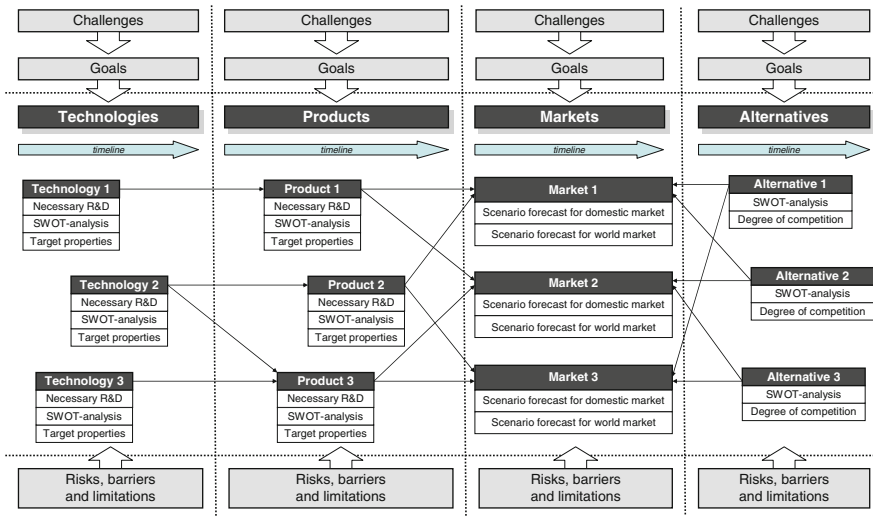 Challenges
Challenges
Challenges
Challenges
Goals
Goals
Goals
Goals
Technologies
Products
Markets
Alternatives
timeline
timeline
timeline
timeline
Technology 1
Necessary R&D
SWOT-analysis
Target properties
Product 1
Necessary R&D
SWOT-analysis
Target properties
Market 1
Scenario forecast for domestic market
Scenario forecast for world market
Alternative 1
SWOT-analysis
Degree of competition
Technology 2
Necessary R&D
SWOT-analysis
Target properties
Product 2
Necessary R&D
SWOT-analysis
Target properties
Market 2
Scenario forecast for domestic market
Scenario forecast for world market
Alternative 2
SWOT-analysis
Degree of competition
Technology 3
Necessary R&D
SWOT-analysis
Target properties
Product 3
Necessary R&D
SWOT-analysis
Target properties
Market 3
Scenario forecast for domestic market
Scenario forecast for world market
Alternative 3
SWOT-analysis
Degree of competition
Risks, barriers
and limitations
Risks, barriers
and limitations
Risks, barriers
and limitations
Risks, barriers
and limitations